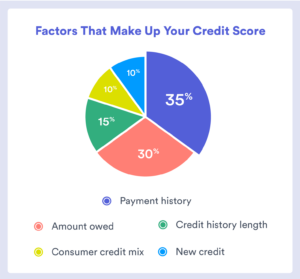 Factors That Make Up Your Credit Score
10%
35%
10%
15%
30%
Payment history
Amount owed
Credit history length
Consumer credit mix
New credit